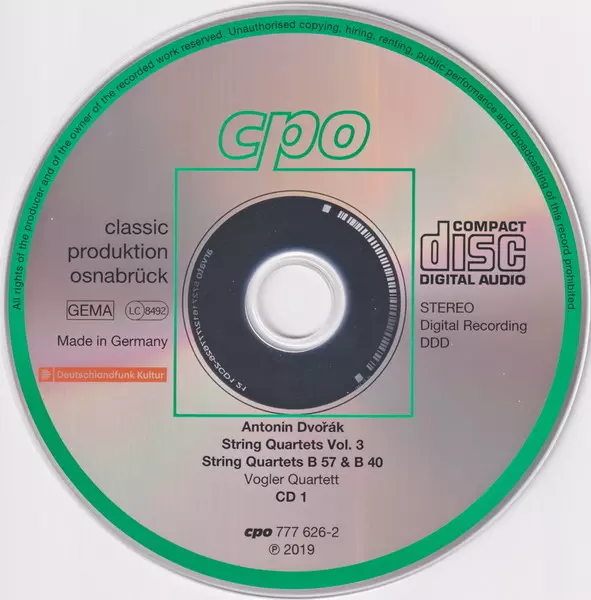 All rights of the producer and of the owner of the recorded work reserved. Unauthorised copying, hiring, renting, public performance and broadcasting of this record prohibited.
cpo
classic
produktion
osnabrück
GEMA
LC 8492
Made in Germany
Deutschlandfunk Kultur
COMPACT
disc
DIGITAL AUDIO
STEREO
Digital Recording
DDD
Antonin Dvořák
String Quartets Vol. 3
String Quartets B 57 & B 40
Vogler Quartett
CD 1
cpo 777 626-2
℗ 2019